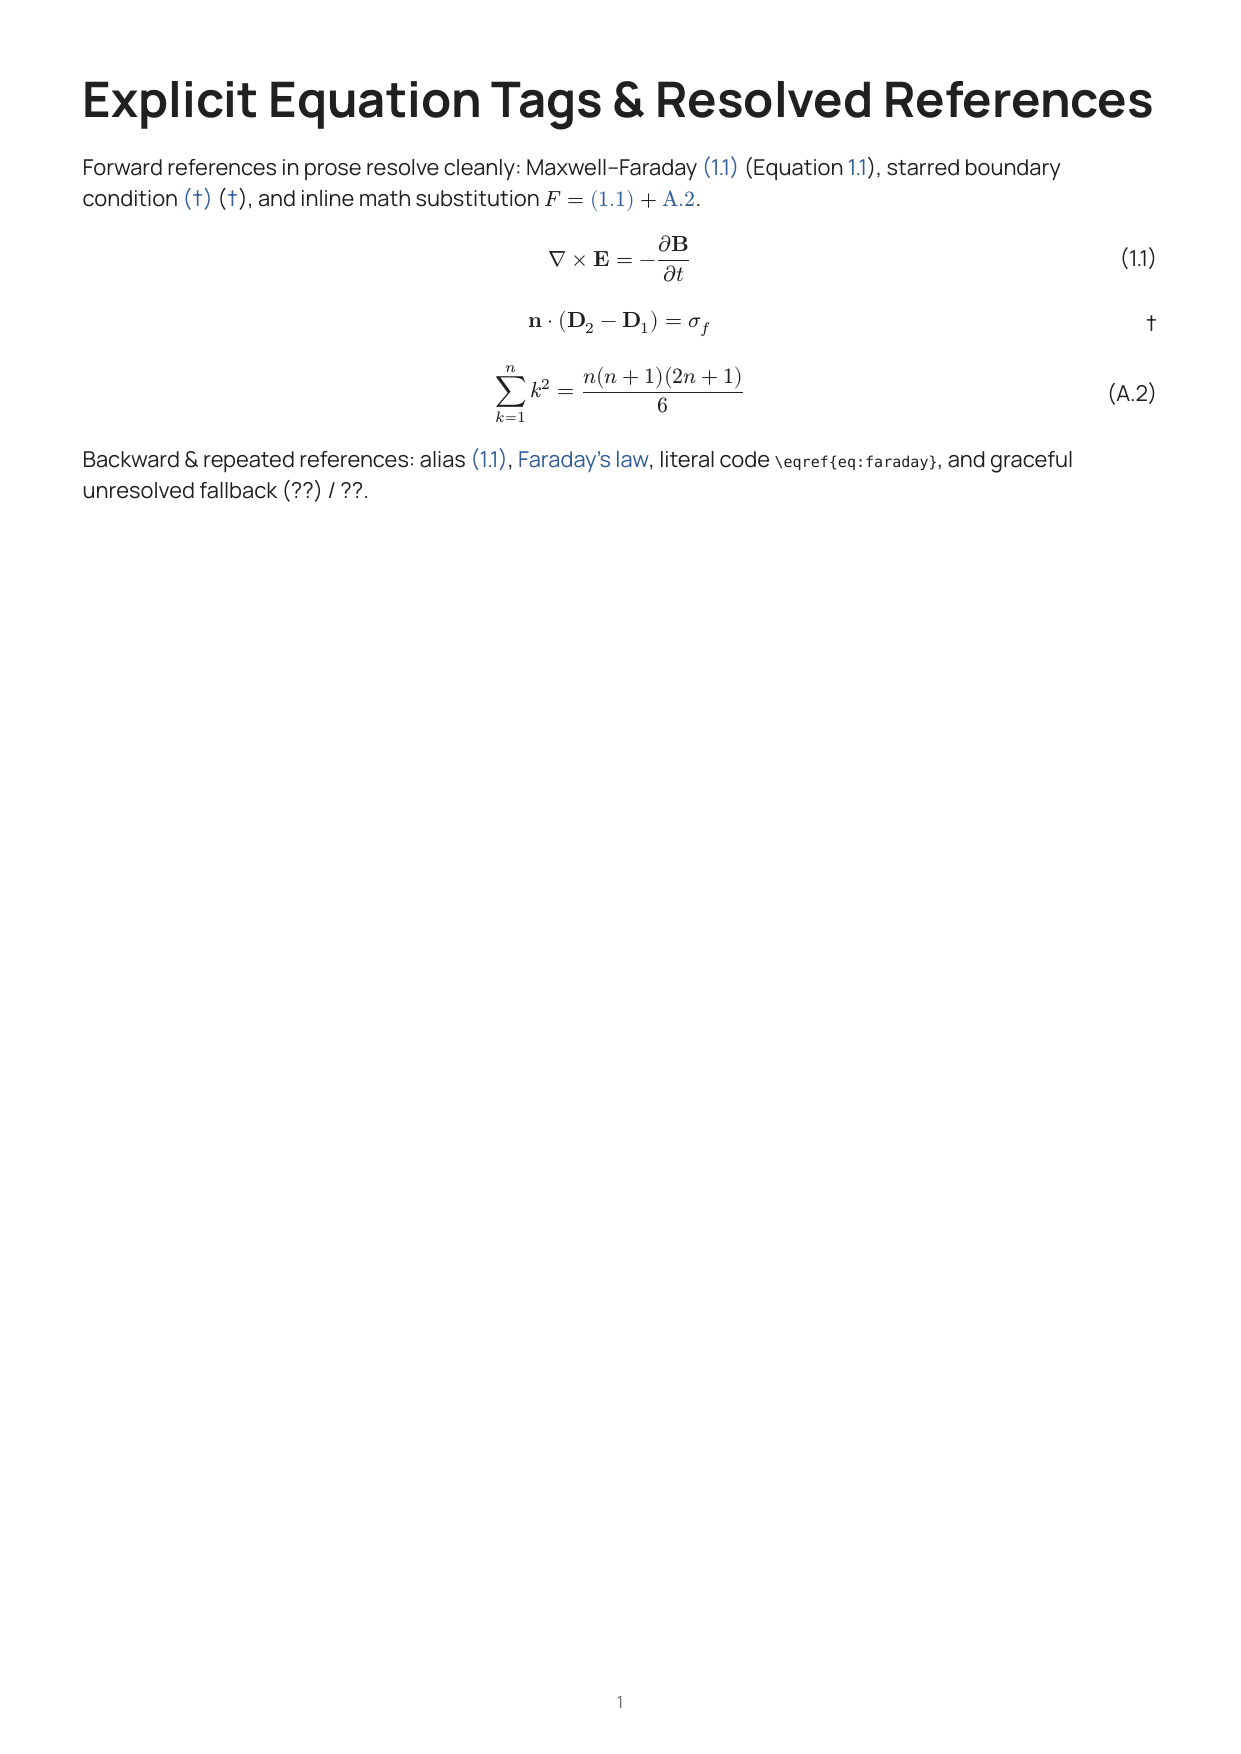 Explicit Equation Tags & Resolved References
Forward references in prose resolve cleanly: Maxwell–Faraday (1.1) (Equation 1.1), starred boundary
condition (†) (†), and inline math substitution F = (1.1) + A.2.
∇ × E = −∂B/∂t (1.1)
n · (D₂ − D₁) = σ_f †
∑_{k=1}^{n} k² = n(n + 1)(2n + 1)/6 (A.2)
Backward & repeated references: alias (1.1), Faraday’s law, literal code \eqref{eq:faraday}, and graceful
unresolved fallback (??) / ??.
1